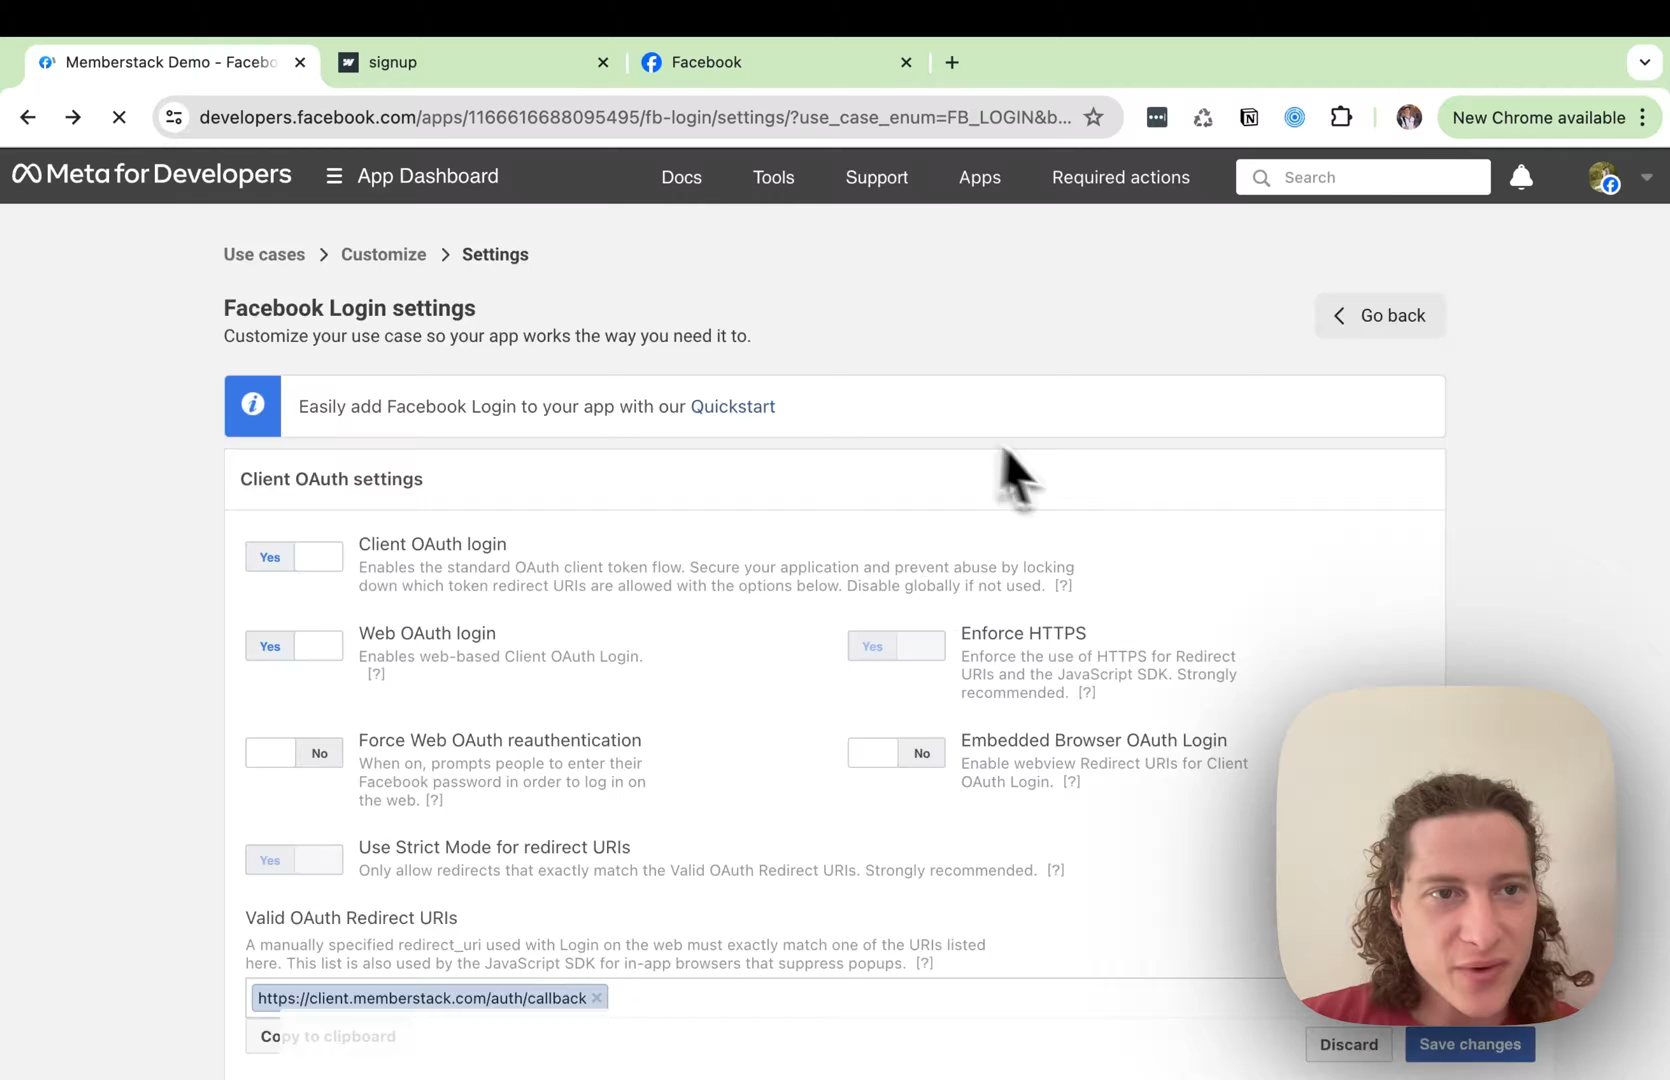 Memberstack Demo - Facebo
signup
Facebook
developers.facebook.com/apps/1166616688095495/fb-login/settings/?use_case_enum=FB_LOGIN&b...
New Chrome available
Meta for Developers
App Dashboard
Docs
Tools
Support
Apps
Required actions
Search
Use cases > Customize > Settings
Facebook Login settings
Customize your use case so your app works the way you need it to.
Go back
Easily add Facebook Login to your app with our Quickstart
Client OAuth settings
Yes
Client OAuth login
Enables the standard OAuth client token flow. Secure your application and prevent abuse by locking
down which token redirect URIs are allowed with the options below. Disable globally if not used. [?]
Yes
Web OAuth login
Enables web-based Client OAuth Login.
[?]
Yes
Enforce HTTPS
Enforce the use of HTTPS for Redirect
URIs and the JavaScript SDK. Strongly
recommended. [?]
No
Force Web OAuth reauthentication
When on, prompts people to enter their
Facebook password in order to log in on
the web. [?]
No
Embedded Browser OAuth Login
Enable webview Redirect URIs for Client
OAuth Login. [?]
Yes
Use Strict Mode for redirect URIs
Only allow redirects that exactly match the Valid OAuth Redirect URIs. Strongly recommended. [?]
Valid OAuth Redirect URIs
A manually specified redirect_uri used with Login on the web must exactly match one of the URIs listed
here. This list is also used by the JavaScript SDK for in-app browsers that suppress popups. [?]
https://client.memberstack.com/auth/callback
Copy to clipboard
Discard
Save changes